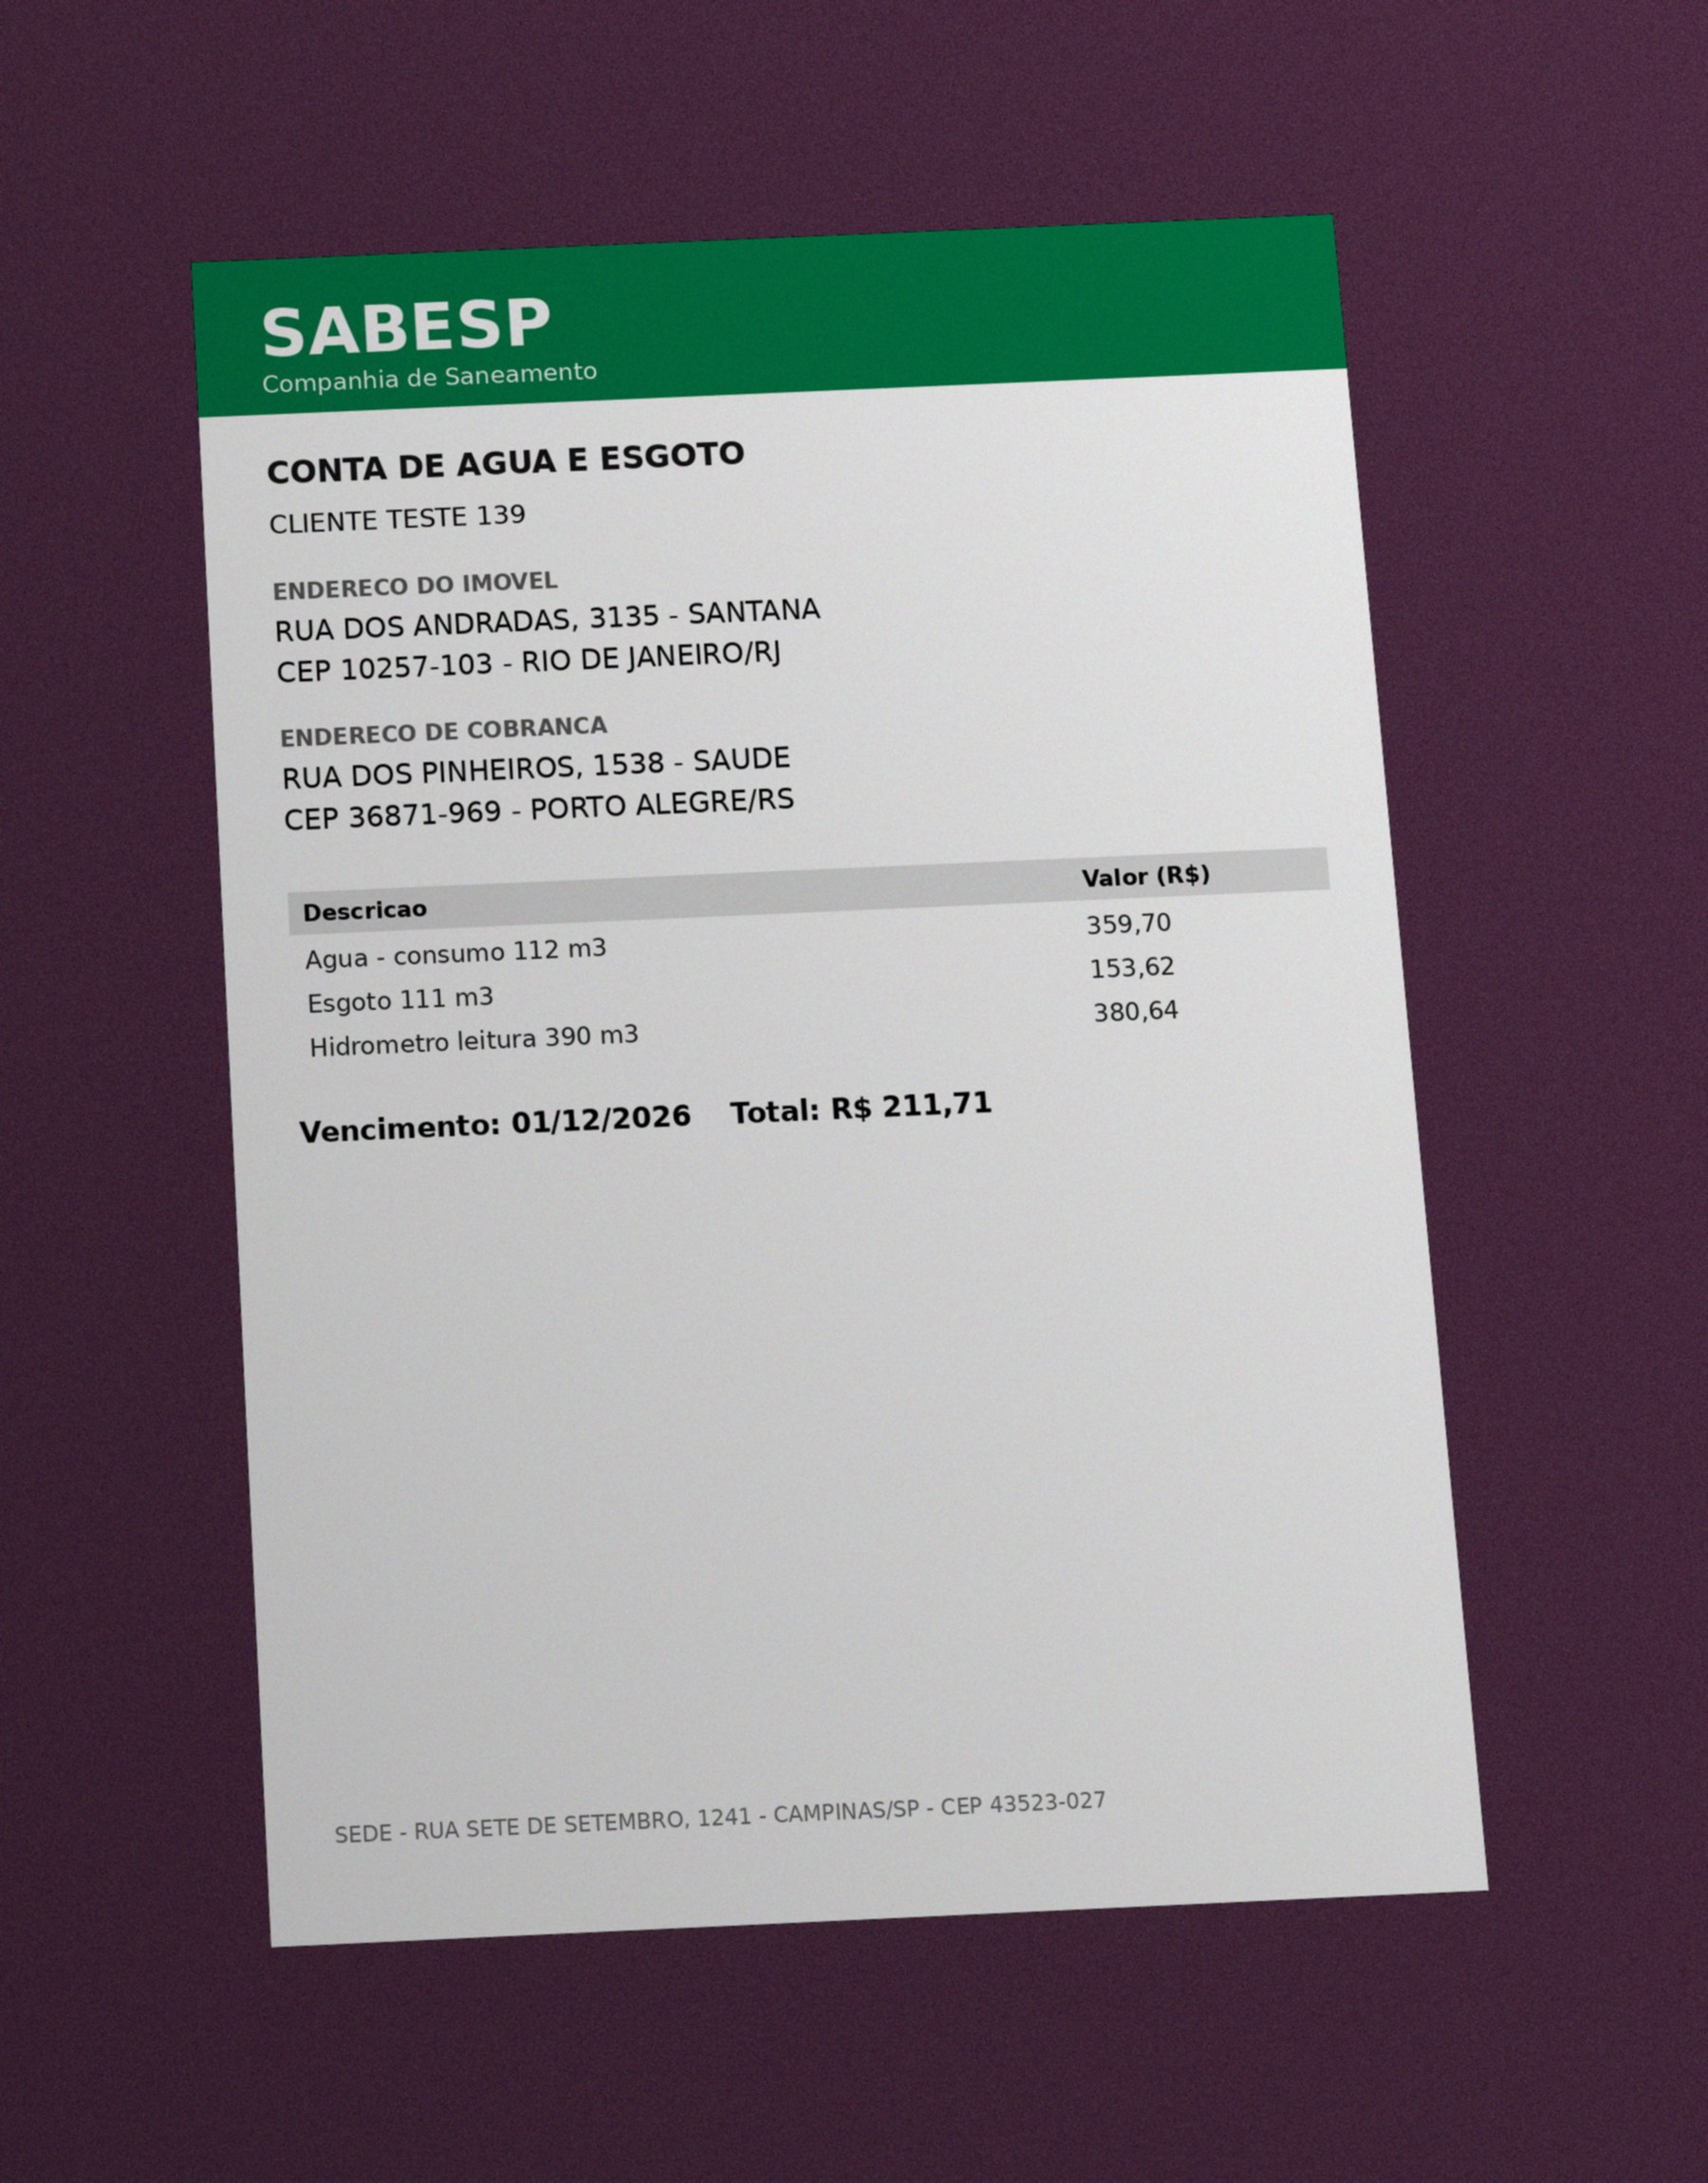 SABESP
Companhia de Saneamento
CONTA DE AGUA E ESGOTO
CLIENTE TESTE 139
ENDERECO DO IMOVEL
RUA DOS ANDRADAS, 3135 - SANTANA
CEP 10257-103 - RIO DE JANEIRO/RJ
ENDERECO DE COBRANCA
RUA DOS PINHEIROS, 1538 - SAUDE
CEP 36871-969 - PORTO ALEGRE/RS
Descricao Valor (R$)
Agua - consumo 112 m3 359,70
Esgoto 111 m3 153,62
Hidrometro leitura 390 m3 380,64
Vencimento: 01/12/2026 Total: R$ 211,71
SEDE - RUA SETE DE SETEMBRO, 1241 - CAMPINAS/SP - CEP 43523-027